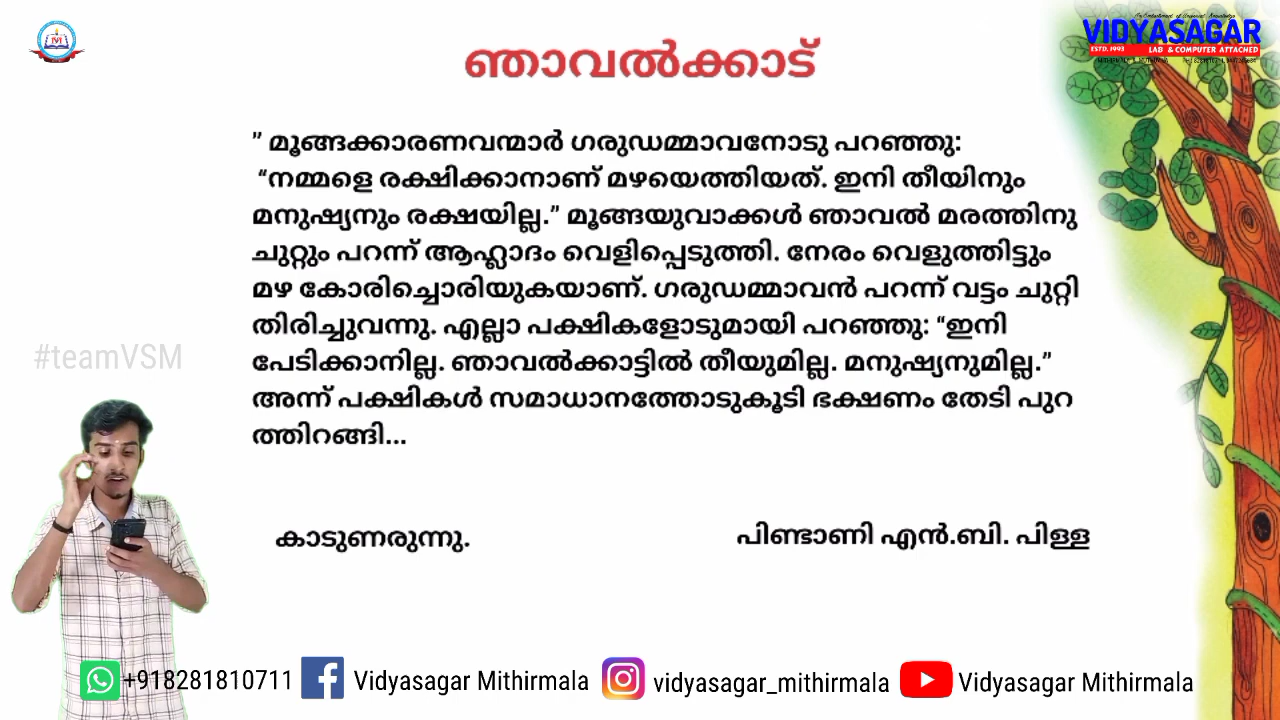 ഞാവൽക്കാട്
VIDYASAGAR
ESTD.1993 LAB & COMPUTER ATTACHED
” മൂങ്ങക്കാരണവന്മാർ ഗരുഡമ്മാവനോടു പറഞ്ഞു:
“നമ്മളെ രക്ഷിക്കാനാണ് മഴയെത്തിയത്. ഇനി തീയിനും
മനുഷ്യനും രക്ഷയില്ല.” മൂങ്ങയുവാക്കൾ ഞാവൽ മരത്തിനു
ചുറ്റും പറന്ന് ആഹ്ലാദം വെളിപ്പെടുത്തി. നേരം വെളുത്തിട്ടും
മഴ കോരിച്ചൊരിയുകയാണ്. ഗരുഡമ്മാവൻ പറന്ന് വട്ടം ചുറ്റി
തിരിച്ചുവന്നു. എല്ലാ പക്ഷികളോടുമായി പറഞ്ഞു: “ഇനി
പേടിക്കാനില്ല. ഞാവൽക്കാട്ടിൽ തീയുമില്ല. മനുഷ്യനുമില്ല.”
അന്ന് പക്ഷികൾ സമാധാനത്തോടുകൂടി ഭക്ഷണം തേടി പുറ
ത്തിറങ്ങി...
#teamVSM
കാടുണരുന്നു. പിണ്ടാണി എൻ.ബി. പിള്ള
+918281810711 Vidyasagar Mithirmala vidyasagar_mithirmala Vidyasagar Mithirmala